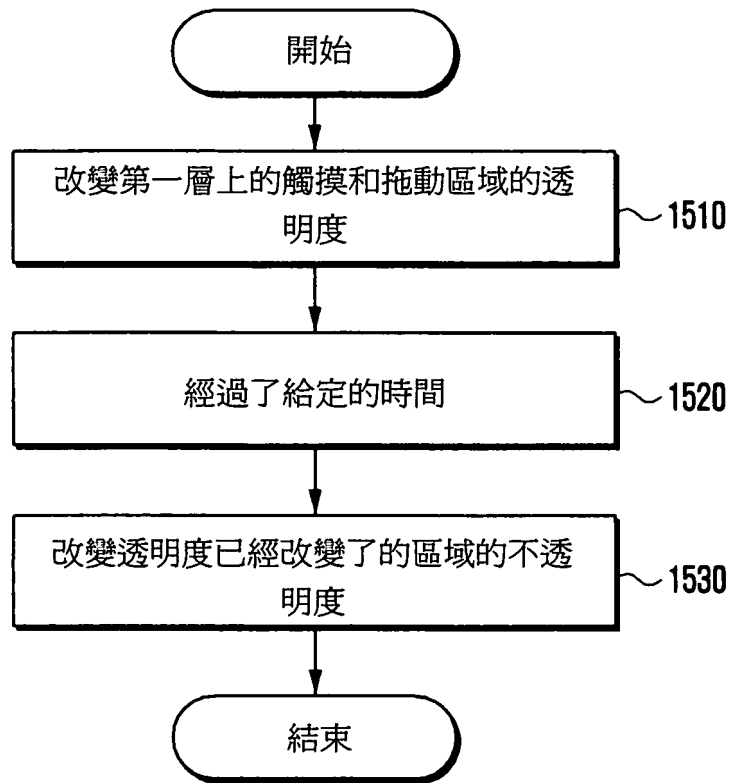 開始
改變第一層上的觸摸和拖動區域的透
明度
1510
經過了給定的時間
1520
改變透明度已經改變了的區域的不透
明度
1530
結束